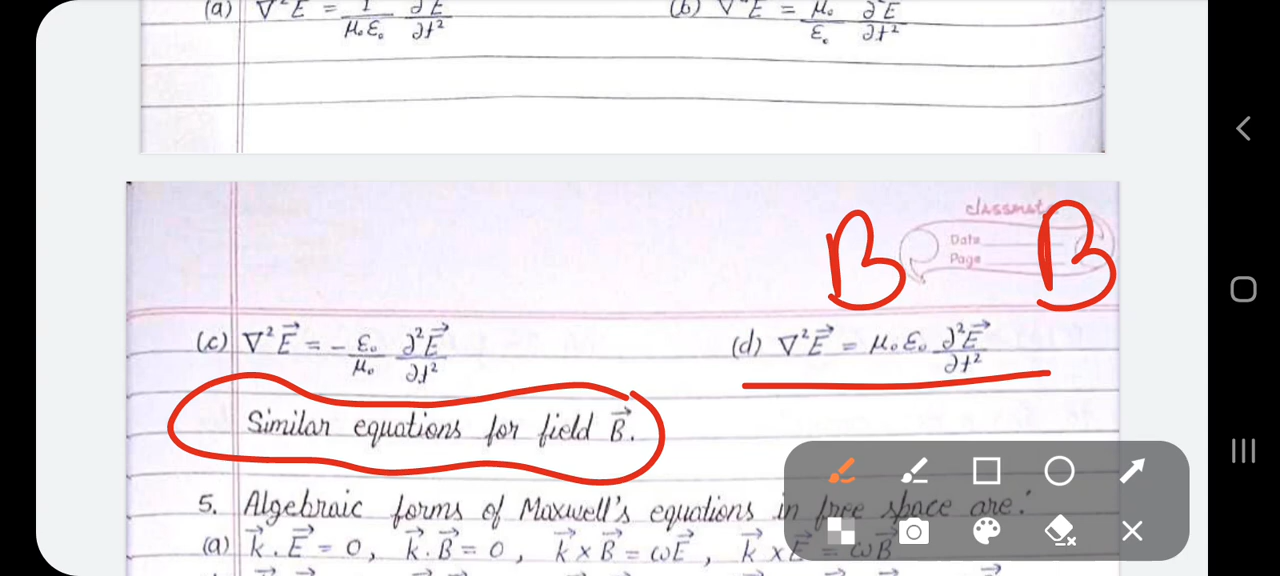 (a) ∇²E = 1/μ₀ε₀ ∂²E/∂t² (b) ∇²E = μ₀/ε₀ ∂²E/∂t²
classmate
Date
Page
B B
(c) ∇²E⃗ = - ε₀/μ₀ ∂²E⃗/∂t² (d) ∇²E⃗ = μ₀ε₀ ∂²E⃗/∂t²
Similar equations for field B⃗.
5. Algebraic forms of Maxwell's equations in free space are:
(a) k⃗.E⃗ = 0, k⃗.B⃗ = 0, k⃗ × B⃗ = ωE⃗, k⃗ × E⃗ = ωB⃗